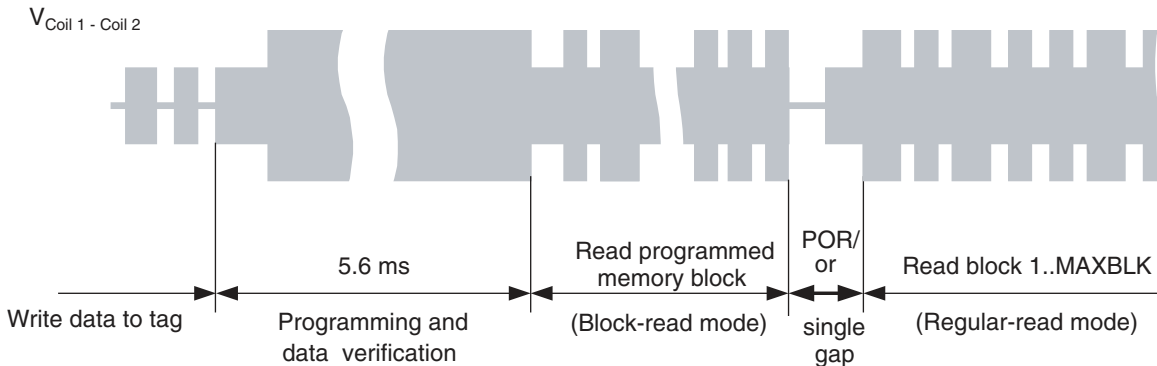 V Coil 1 - Coil 2
5.6 ms
Read programmed
memory block
POR/
or
Read block 1..MAXBLK
Write data to tag
Programming and
data verification
(Block-read mode)
single
gap
(Regular-read mode)